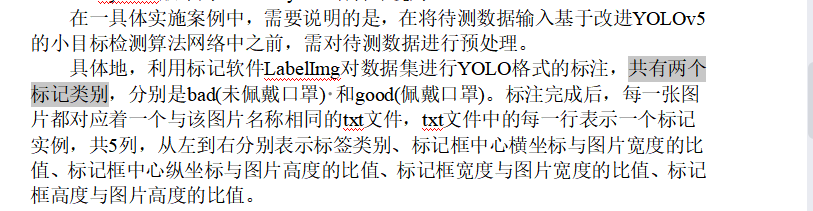 在一具体实施案例中，需要说明的是，在将待测数据输入基于改进YOLOv5
的小目标检测算法网络中之前，需对待测数据进行预处理。
具体地，利用标记软件LabelImg对数据集进行YOLO格式的标注，共有两个
标记类别，分别是bad(未佩戴口罩) 和good(佩戴口罩)。标注完成后，每一张图
片都对应着一个与该图片名称相同的txt文件，txt文件中的每一行表示一个标记
实例，共5列，从左到右分别表示标签类别、标记框中心横坐标与图片宽度的比
值、标记框中心纵坐标与图片高度的比值、标记框宽度与图片宽度的比值、标记
框高度与图片高度的比值。